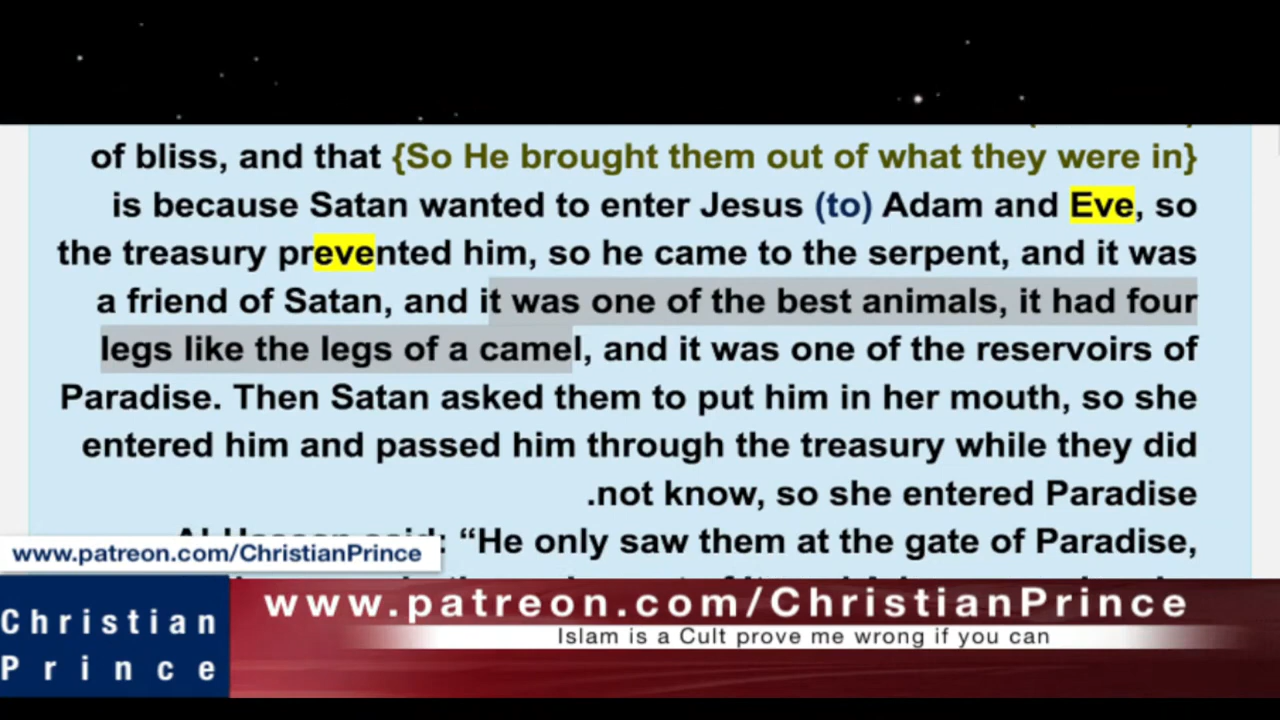 of bliss, and that {So He brought them out of what they were in}
is because Satan wanted to enter Jesus (to) Adam and Eve, so
the treasury prevented him, so he came to the serpent, and it was
a friend of Satan, and it was one of the best animals, it had four
legs like the legs of a camel, and it was one of the reservoirs of
Paradise. Then Satan asked them to put him in her mouth, so she
entered him and passed him through the treasury while they did
.not know, so she entered Paradise
said: “He only saw them at the gate of Paradise,
www.patreon.com/ChristianPrince
www.patreon.com/ChristianPrince
Islam is a Cult prove me wrong if you can
Christian
Prince